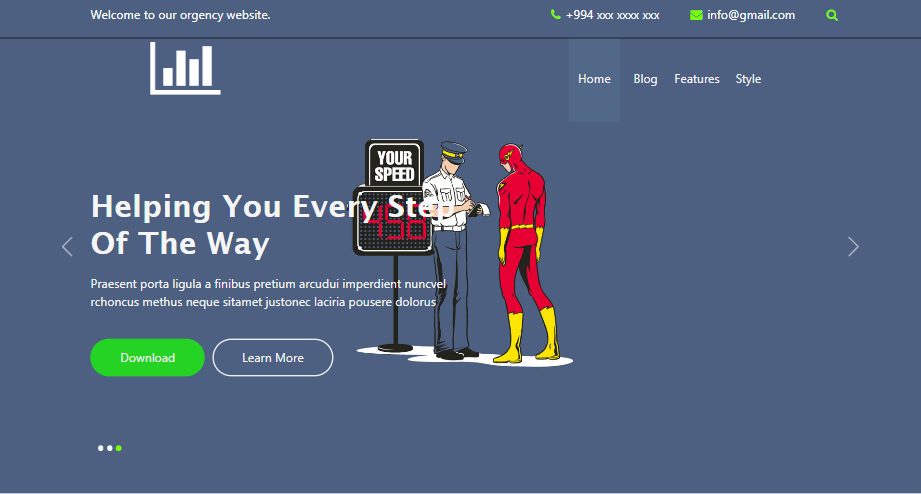 Welcome to our orgency website.
+994 xxx xxxx xxx
info@gmail.com
Home
Blog
Features
Style
YOUR
SPEED
Helping You Every Step
Of The Way
Praesent porta ligula a finibus pretium arcudui imperdient nuncvel
rchoncus methus neque sitamet justonec laciria pousere dolorus
Download
Learn More